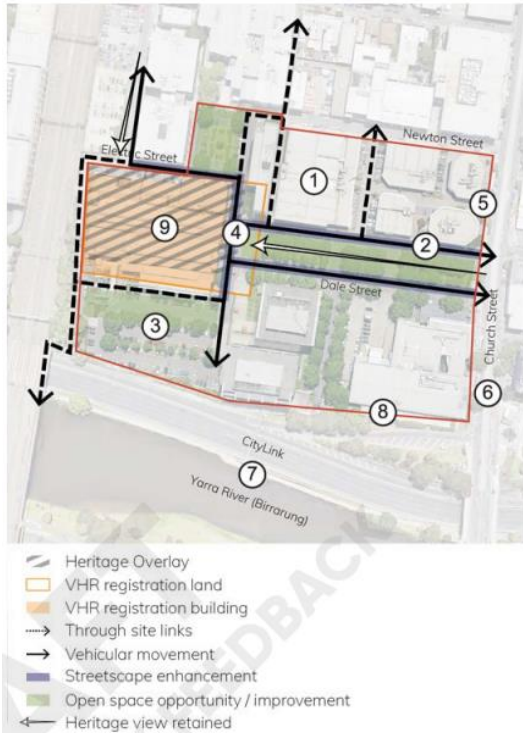 Newton Street
Electric Street
1
5
9
4
2
Dale Street
Church Street
3
6
8
CityLink
7
Yarra River (Birrarung)
Heritage Overlay
VHR registration land
VHR registration building
Through site links
Vehicular movement
Streetscape enhancement
Open space opportunity / improvement
Heritage view retained
FEEDBACK